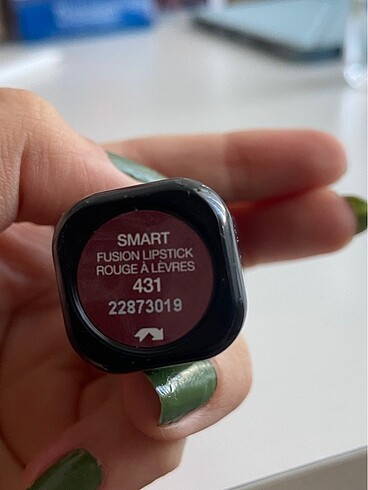 SMART
FUSION LIPSTICK
ROUGE À LÈVRES
431
22873019